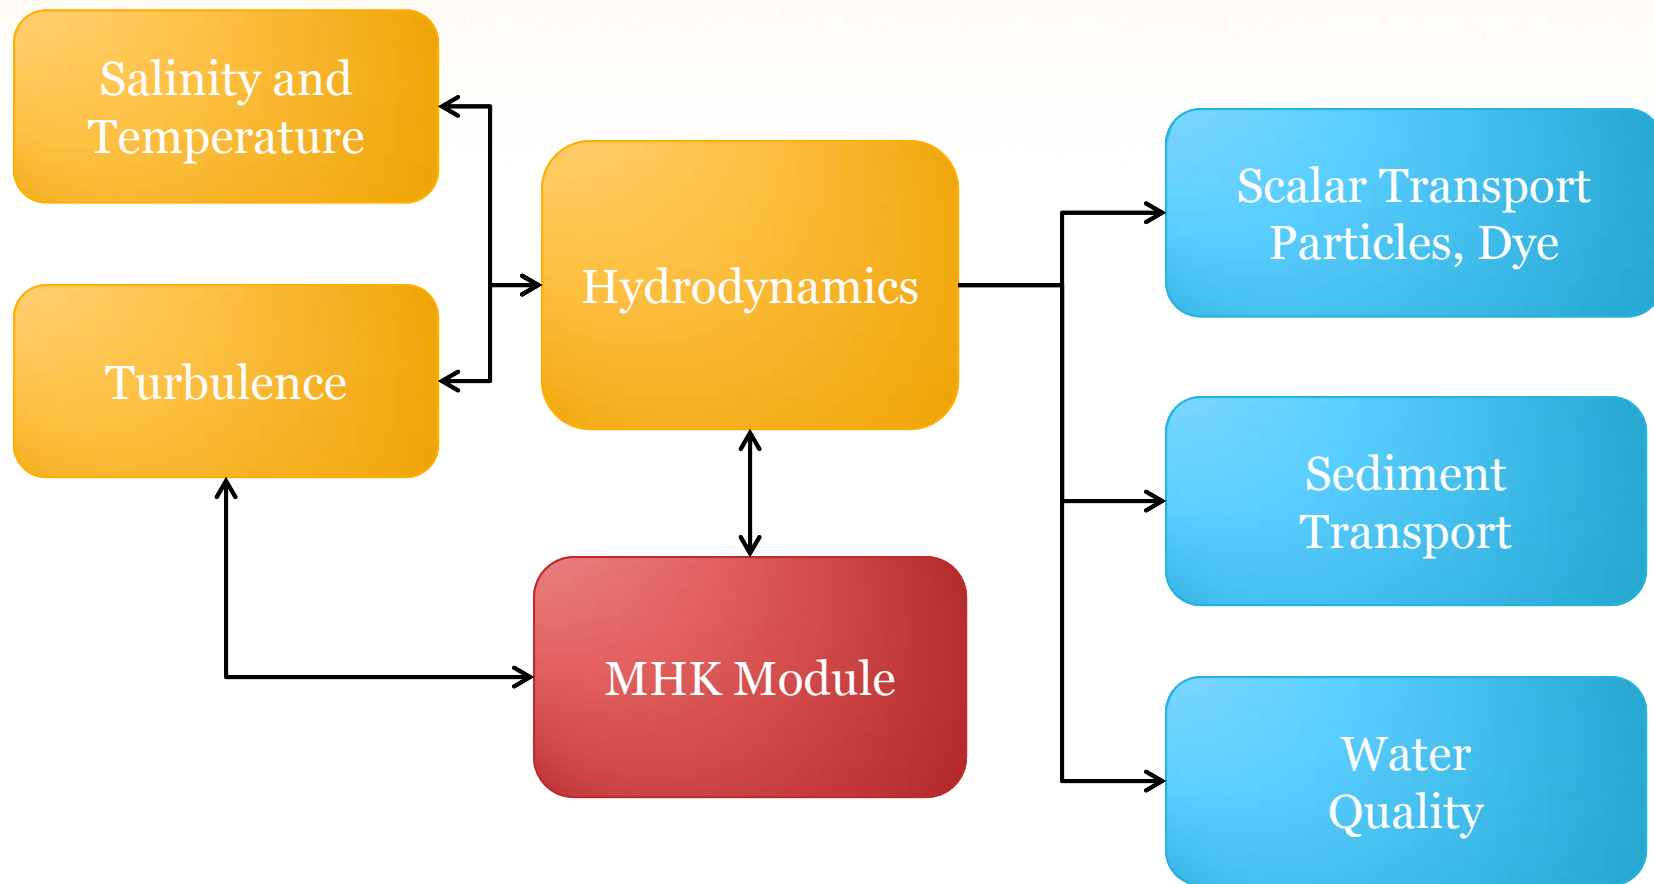 Salinity and
Temperature
Turbulence
Hydrodynamics
MHK Module
Scalar Transport
Particles, Dye
Sediment
Transport
Water
Quality